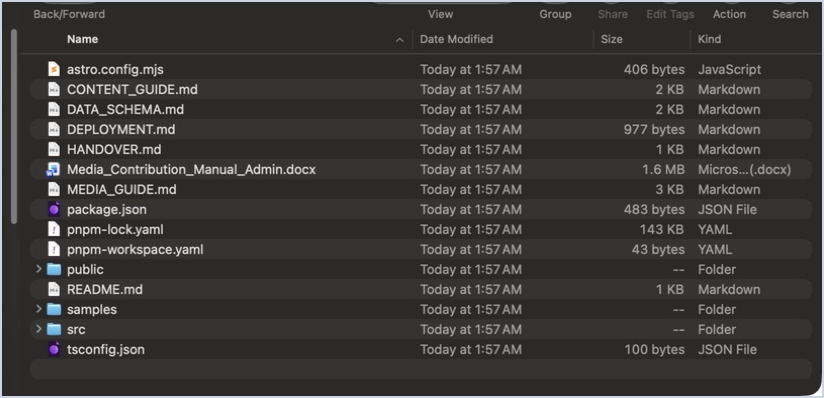 Back/Forward View Group Share Edit Tags Action Search
Name Date Modified Size Kind
astro.config.mjs Today at 1:57 AM 406 bytes JavaScript
CONTENT_GUIDE.md Today at 1:57 AM 2 KB Markdown
DATA_SCHEMA.md Today at 1:57 AM 2 KB Markdown
DEPLOYMENT.md Today at 1:57 AM 977 bytes Markdown
HANDOVER.md Today at 1:57 AM 1 KB Markdown
Media_Contribution_Manual_Admin.docx Today at 1:57 AM 1.6 MB Micros...(.docx)
MEDIA_GUIDE.md Today at 1:57 AM 3 KB Markdown
package.json Today at 1:57 AM 483 bytes JSON File
pnpm-lock.yaml Today at 1:57 AM 143 KB YAML
pnpm-workspace.yaml Today at 1:57 AM 43 bytes YAML
public Today at 1:57 AM -- Folder
README.md Today at 1:57 AM 1 KB Markdown
samples Today at 1:57 AM -- Folder
src Today at 1:57 AM -- Folder
tsconfig.json Today at 1:57 AM 100 bytes JSON File